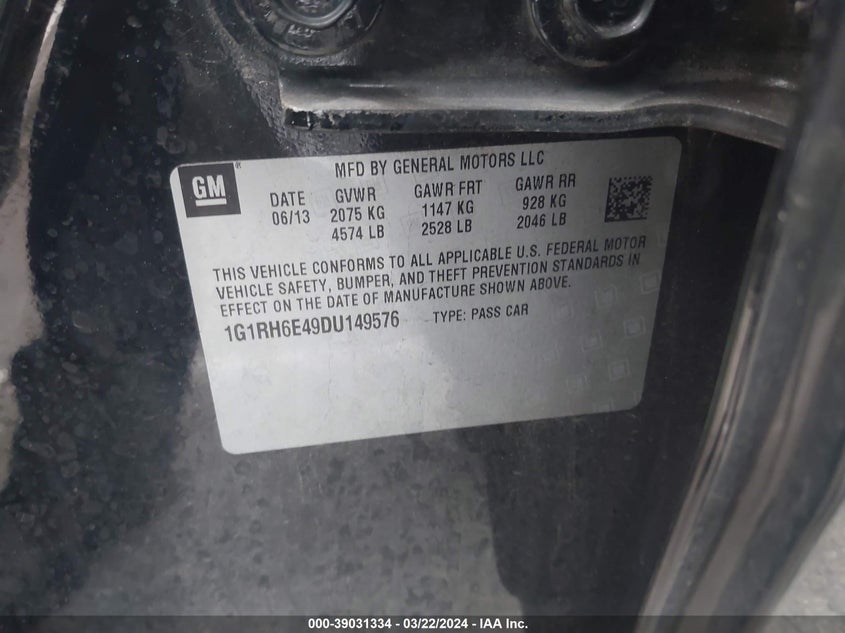 MFD BY GENERAL MOTORS LLC
GM®
DATE GVWR GAWR FRT GAWR RR
06/13 2075 KG 1147 KG 928 KG
4574 LB 2528 LB 2046 LB
THIS VEHICLE CONFORMS TO ALL APPLICABLE U.S. FEDERAL MOTOR
VEHICLE SAFETY, BUMPER, AND THEFT PREVENTION STANDARDS IN
EFFECT ON THE DATE OF MANUFACTURE SHOWN ABOVE.
1G1RH6E49DU149576 TYPE: PASS CAR
000-39031334 - 03/22/2024 - IAA Inc.